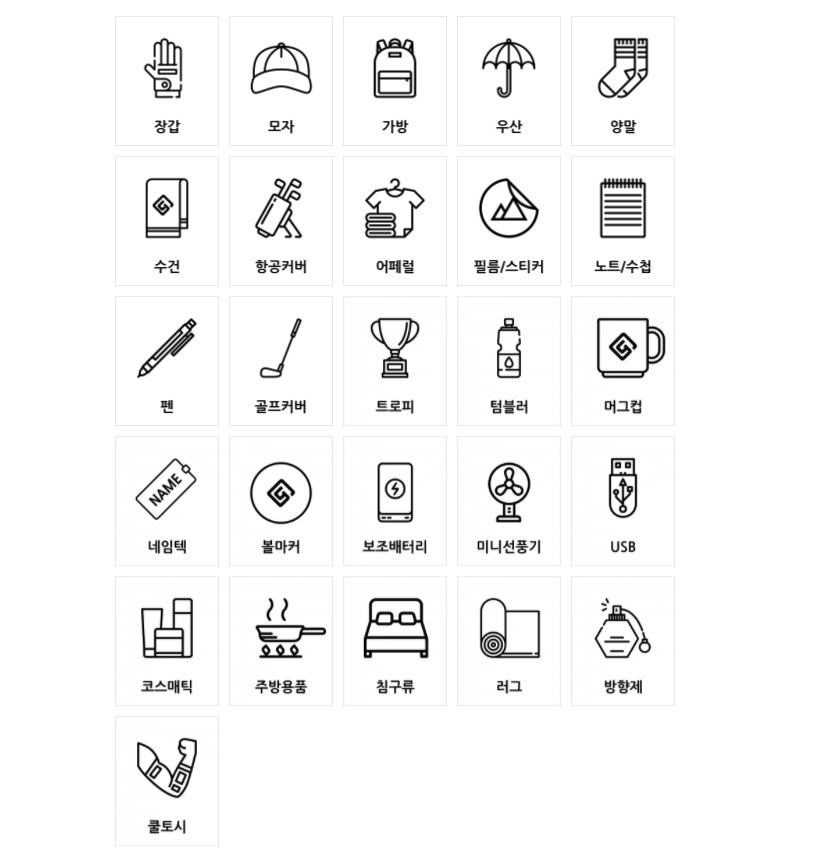 장갑
모자
가방
우산
양말
수건
항공커버
어페럴
필름/스티커
노트/수첩
펜
골프커버
트로피
텀블러
머그컵
NAME
네임텍
볼마커
보조배터리
미니선풍기
USB
코스매틱
주방용품
침구류
러그
방향제
쿨토시